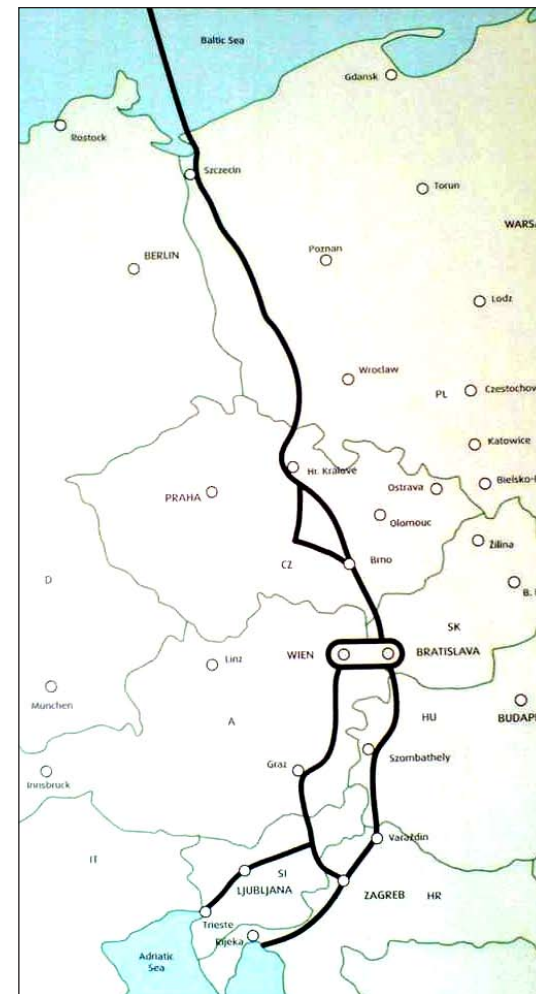 Baltic Sea
Gdansk
Rostock
Szczecin
Torun
WARS
BERLIN
Poznan
Lodz
Wroclaw
PL
Czestochow
Katowice
Hr. Kralove
Ostrava
Bielsko-
PRAHA
Olomouc
Žilina
CZ
Brno
D
B.
SK
WIEN
BRATISLAVA
Linz
München
A
HU
BUDAP
Szombathely
Graz
Innsbruck
Varaždin
IT
SI
LJUBLJANA
ZAGREB
HR
Trieste
Rijeka
Adriatic
Sea